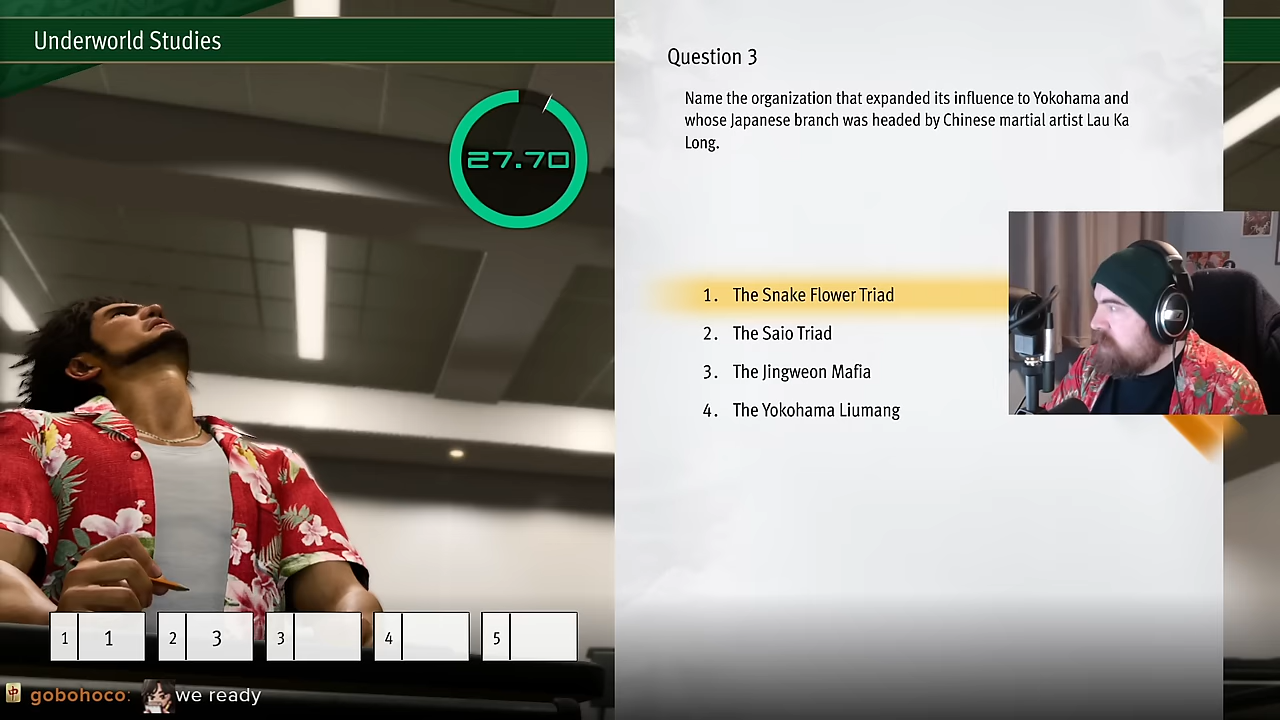 Underworld Studies
27.70
Question 3
Name the organization that expanded its influence to Yokohama and
whose Japanese branch was headed by Chinese martial artist Lau Ka
Long.
1. The Snake Flower Triad
2. The Saio Triad
3. The Jingweon Mafia
4. The Yokohama Liumang
1 1 2 3 3 4 5
中 gobohoco: we ready